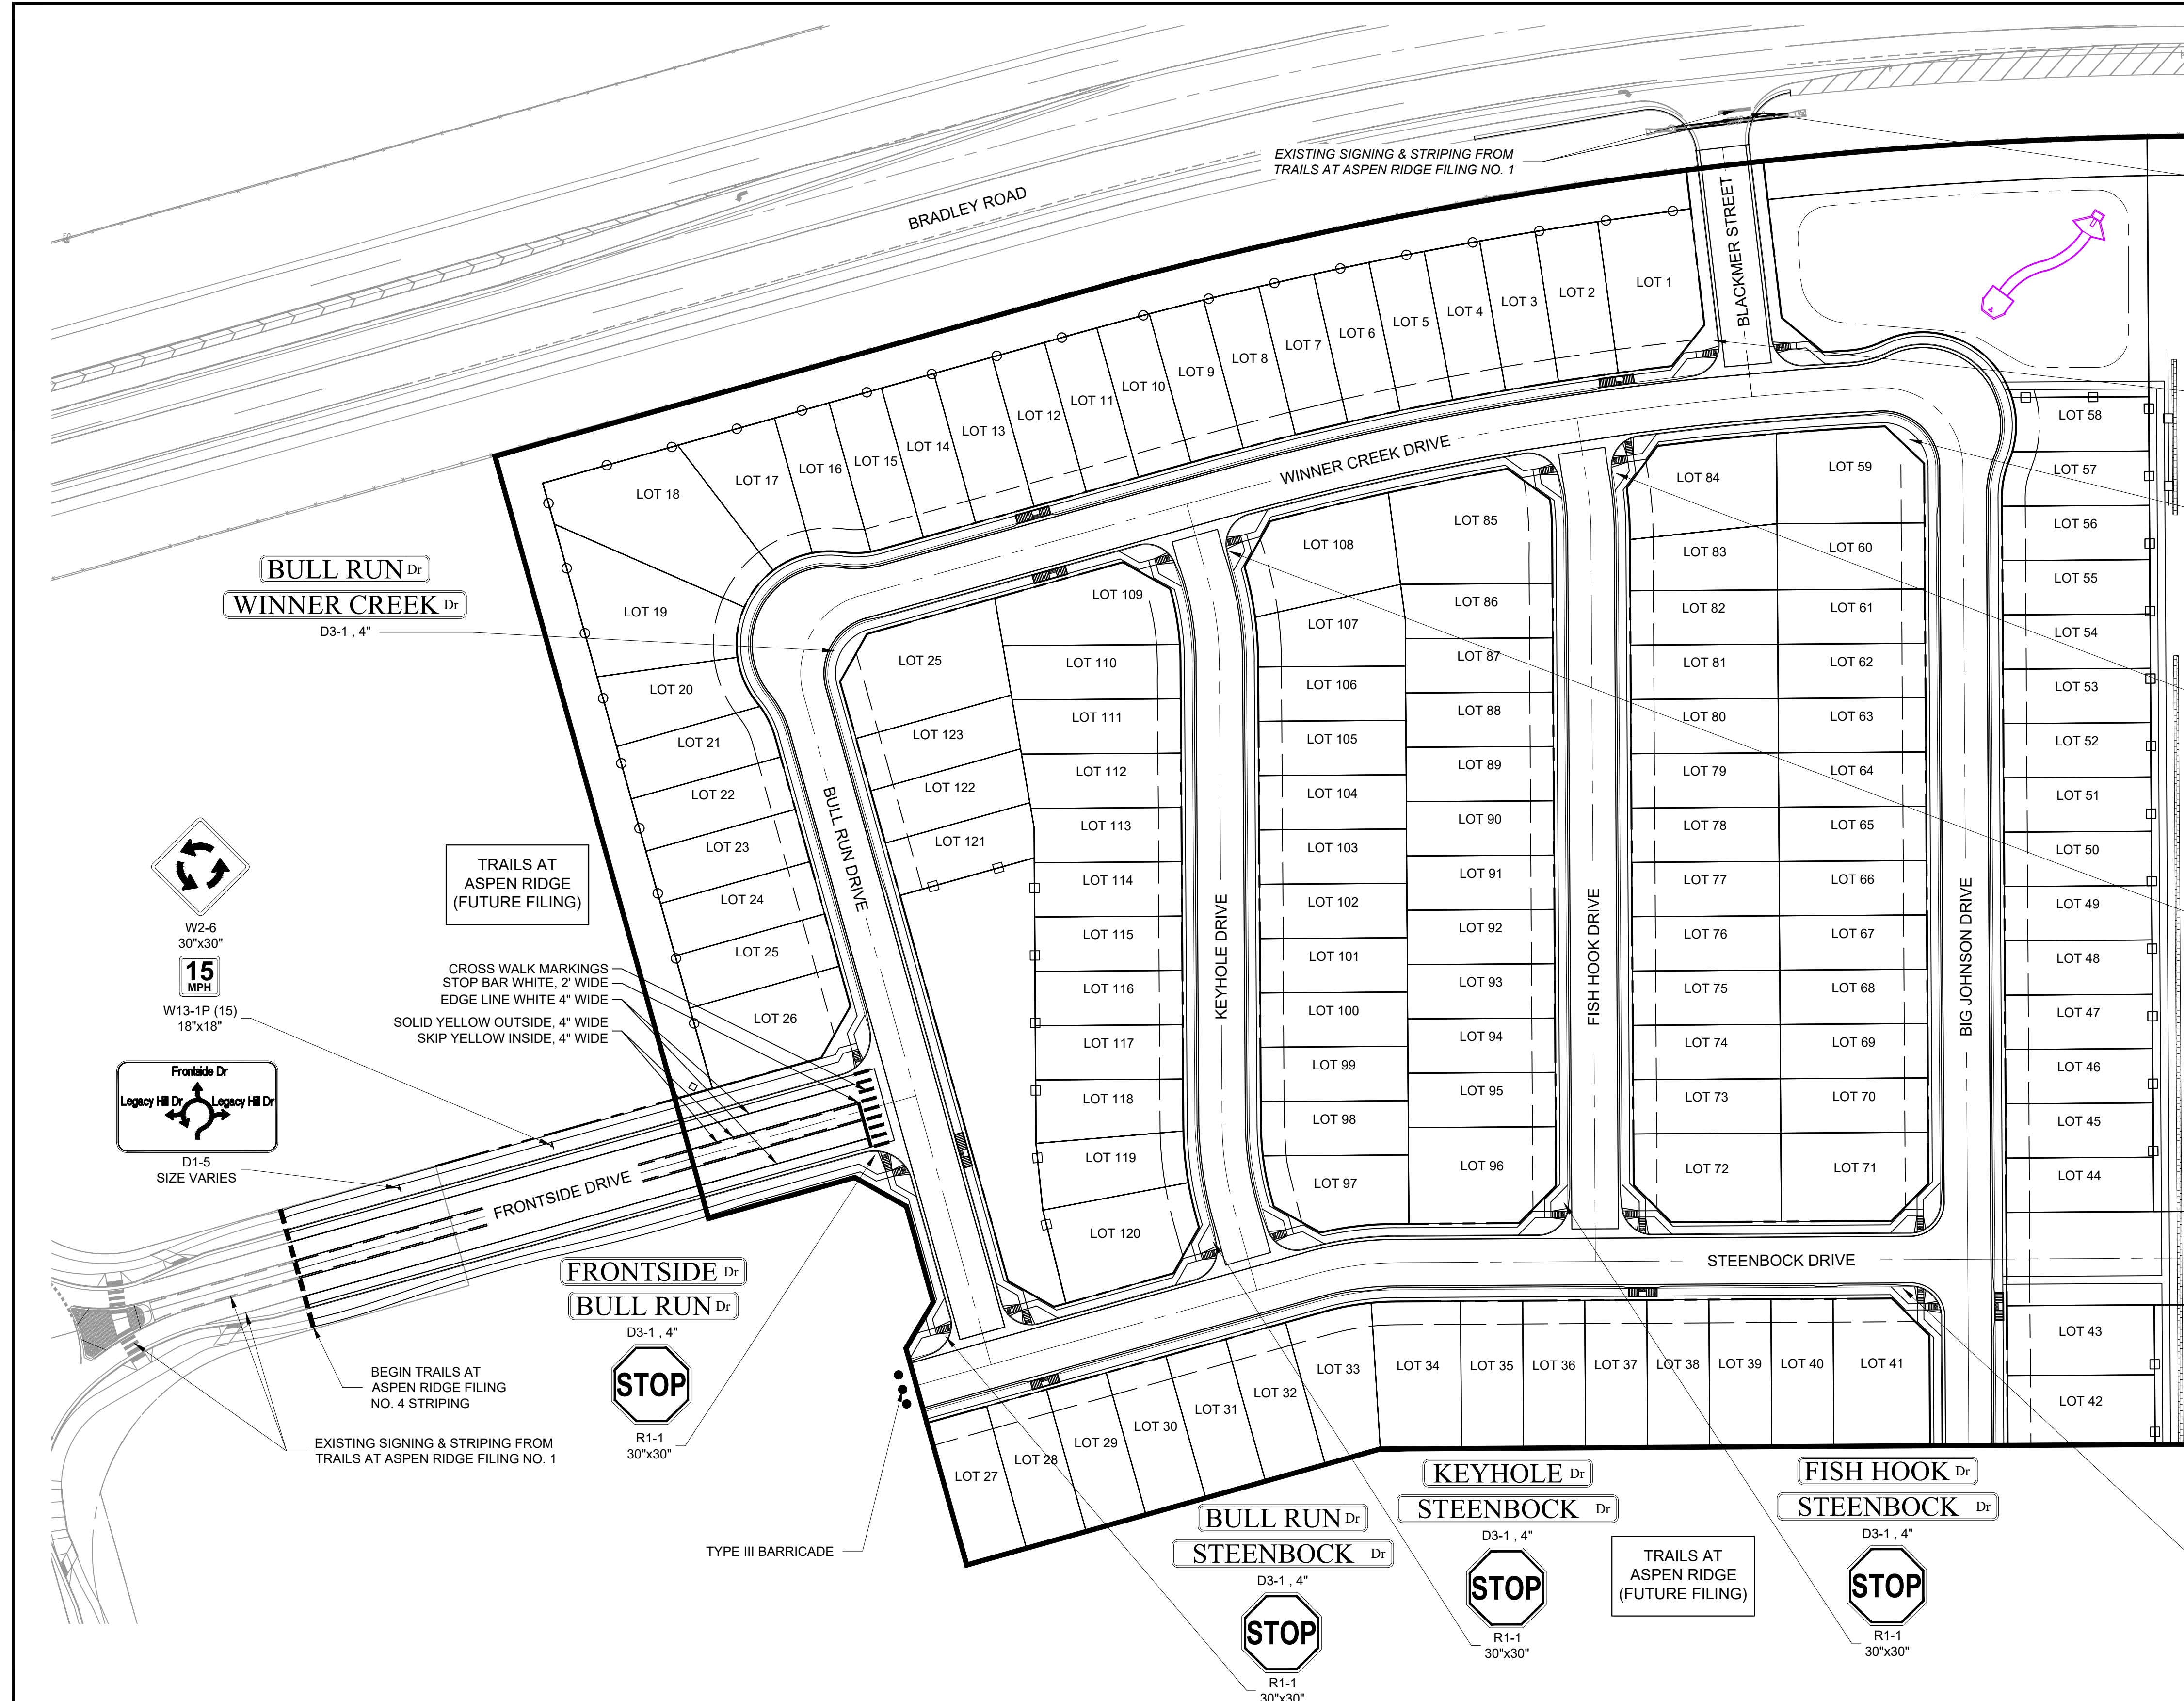 EXISTING SIGNING & STRIPING FROM
TRAILS AT ASPEN RIDGE FILING NO. 1
BRADLEY ROAD
BLACKMER STREET
LOT 1
LOT 2
LOT 3
LOT 4
LOT 5
LOT 6
LOT 7
LOT 8
LOT 9
LOT 10
LOT 11
LOT 12
LOT 13
LOT 14
LOT 15
LOT 16
LOT 17
LOT 18
LOT 19
LOT 20
LOT 21
LOT 22
LOT 23
LOT 24
LOT 25
LOT 26
WINNER CREEK DRIVE
BULL RUN Dr
WINNER CREEK Dr
D3-1 , 4"
BULL RUN DRIVE
LOT 25
LOT 123
LOT 122
LOT 121
LOT 109
LOT 110
LOT 111
LOT 112
LOT 113
LOT 114
LOT 115
LOT 116
LOT 117
LOT 118
LOT 119
LOT 120
KEYHOLE DRIVE
LOT 108
LOT 107
LOT 106
LOT 105
LOT 104
LOT 103
LOT 102
LOT 101
LOT 100
LOT 99
LOT 98
LOT 97
LOT 85
LOT 86
LOT 87
LOT 88
LOT 89
LOT 90
LOT 91
LOT 92
LOT 93
LOT 94
LOT 95
LOT 96
FISH HOOK DRIVE
LOT 84
LOT 83
LOT 82
LOT 81
LOT 80
LOT 79
LOT 78
LOT 77
LOT 76
LOT 75
LOT 74
LOT 73
LOT 72
LOT 59
LOT 60
LOT 61
LOT 62
LOT 63
LOT 64
LOT 65
LOT 66
LOT 67
LOT 68
LOT 69
LOT 70
LOT 71
BIG JOHNSON DRIVE
LOT 58
LOT 57
LOT 56
LOT 55
LOT 54
LOT 53
LOT 52
LOT 51
LOT 50
LOT 49
LOT 48
LOT 47
LOT 46
LOT 45
LOT 44
LOT 43
LOT 42
STEENBOCK DRIVE
LOT 27
LOT 28
LOT 29
LOT 30
LOT 31
LOT 32
LOT 33
LOT 34
LOT 35
LOT 36
LOT 37
LOT 38
LOT 39
LOT 40
LOT 41
TRAILS AT
ASPEN RIDGE
(FUTURE FILING)
W2-6
30"x30"
15
MPH
W13-1P (15)
18"x18"
CROSS WALK MARKINGS
STOP BAR WHITE, 2' WIDE
EDGE LINE WHITE 4" WIDE
SOLID YELLOW OUTSIDE, 4" WIDE
SKIP YELLOW INSIDE, 4" WIDE
Frontside Dr
Legacy Hill Dr
Legacy Hill Dr
D1-5
SIZE VARIES
FRONTSIDE DRIVE
FRONTSIDE Dr
BULL RUN Dr
D3-1 , 4"
STOP
R1-1
30"x30"
BEGIN TRAILS AT
ASPEN RIDGE FILING
NO. 4 STRIPING
EXISTING SIGNING & STRIPING FROM
TRAILS AT ASPEN RIDGE FILING NO. 1
TYPE III BARRICADE
BULL RUN Dr
STEENBOCK Dr
D3-1 , 4"
STOP
R1-1
30"x30"
KEYHOLE Dr
STEENBOCK Dr
D3-1 , 4"
STOP
R1-1
30"x30"
TRAILS AT
ASPEN RIDGE
(FUTURE FILING)
FISH HOOK Dr
STEENBOCK Dr
D3-1 , 4"
STOP
R1-1
30"x30"